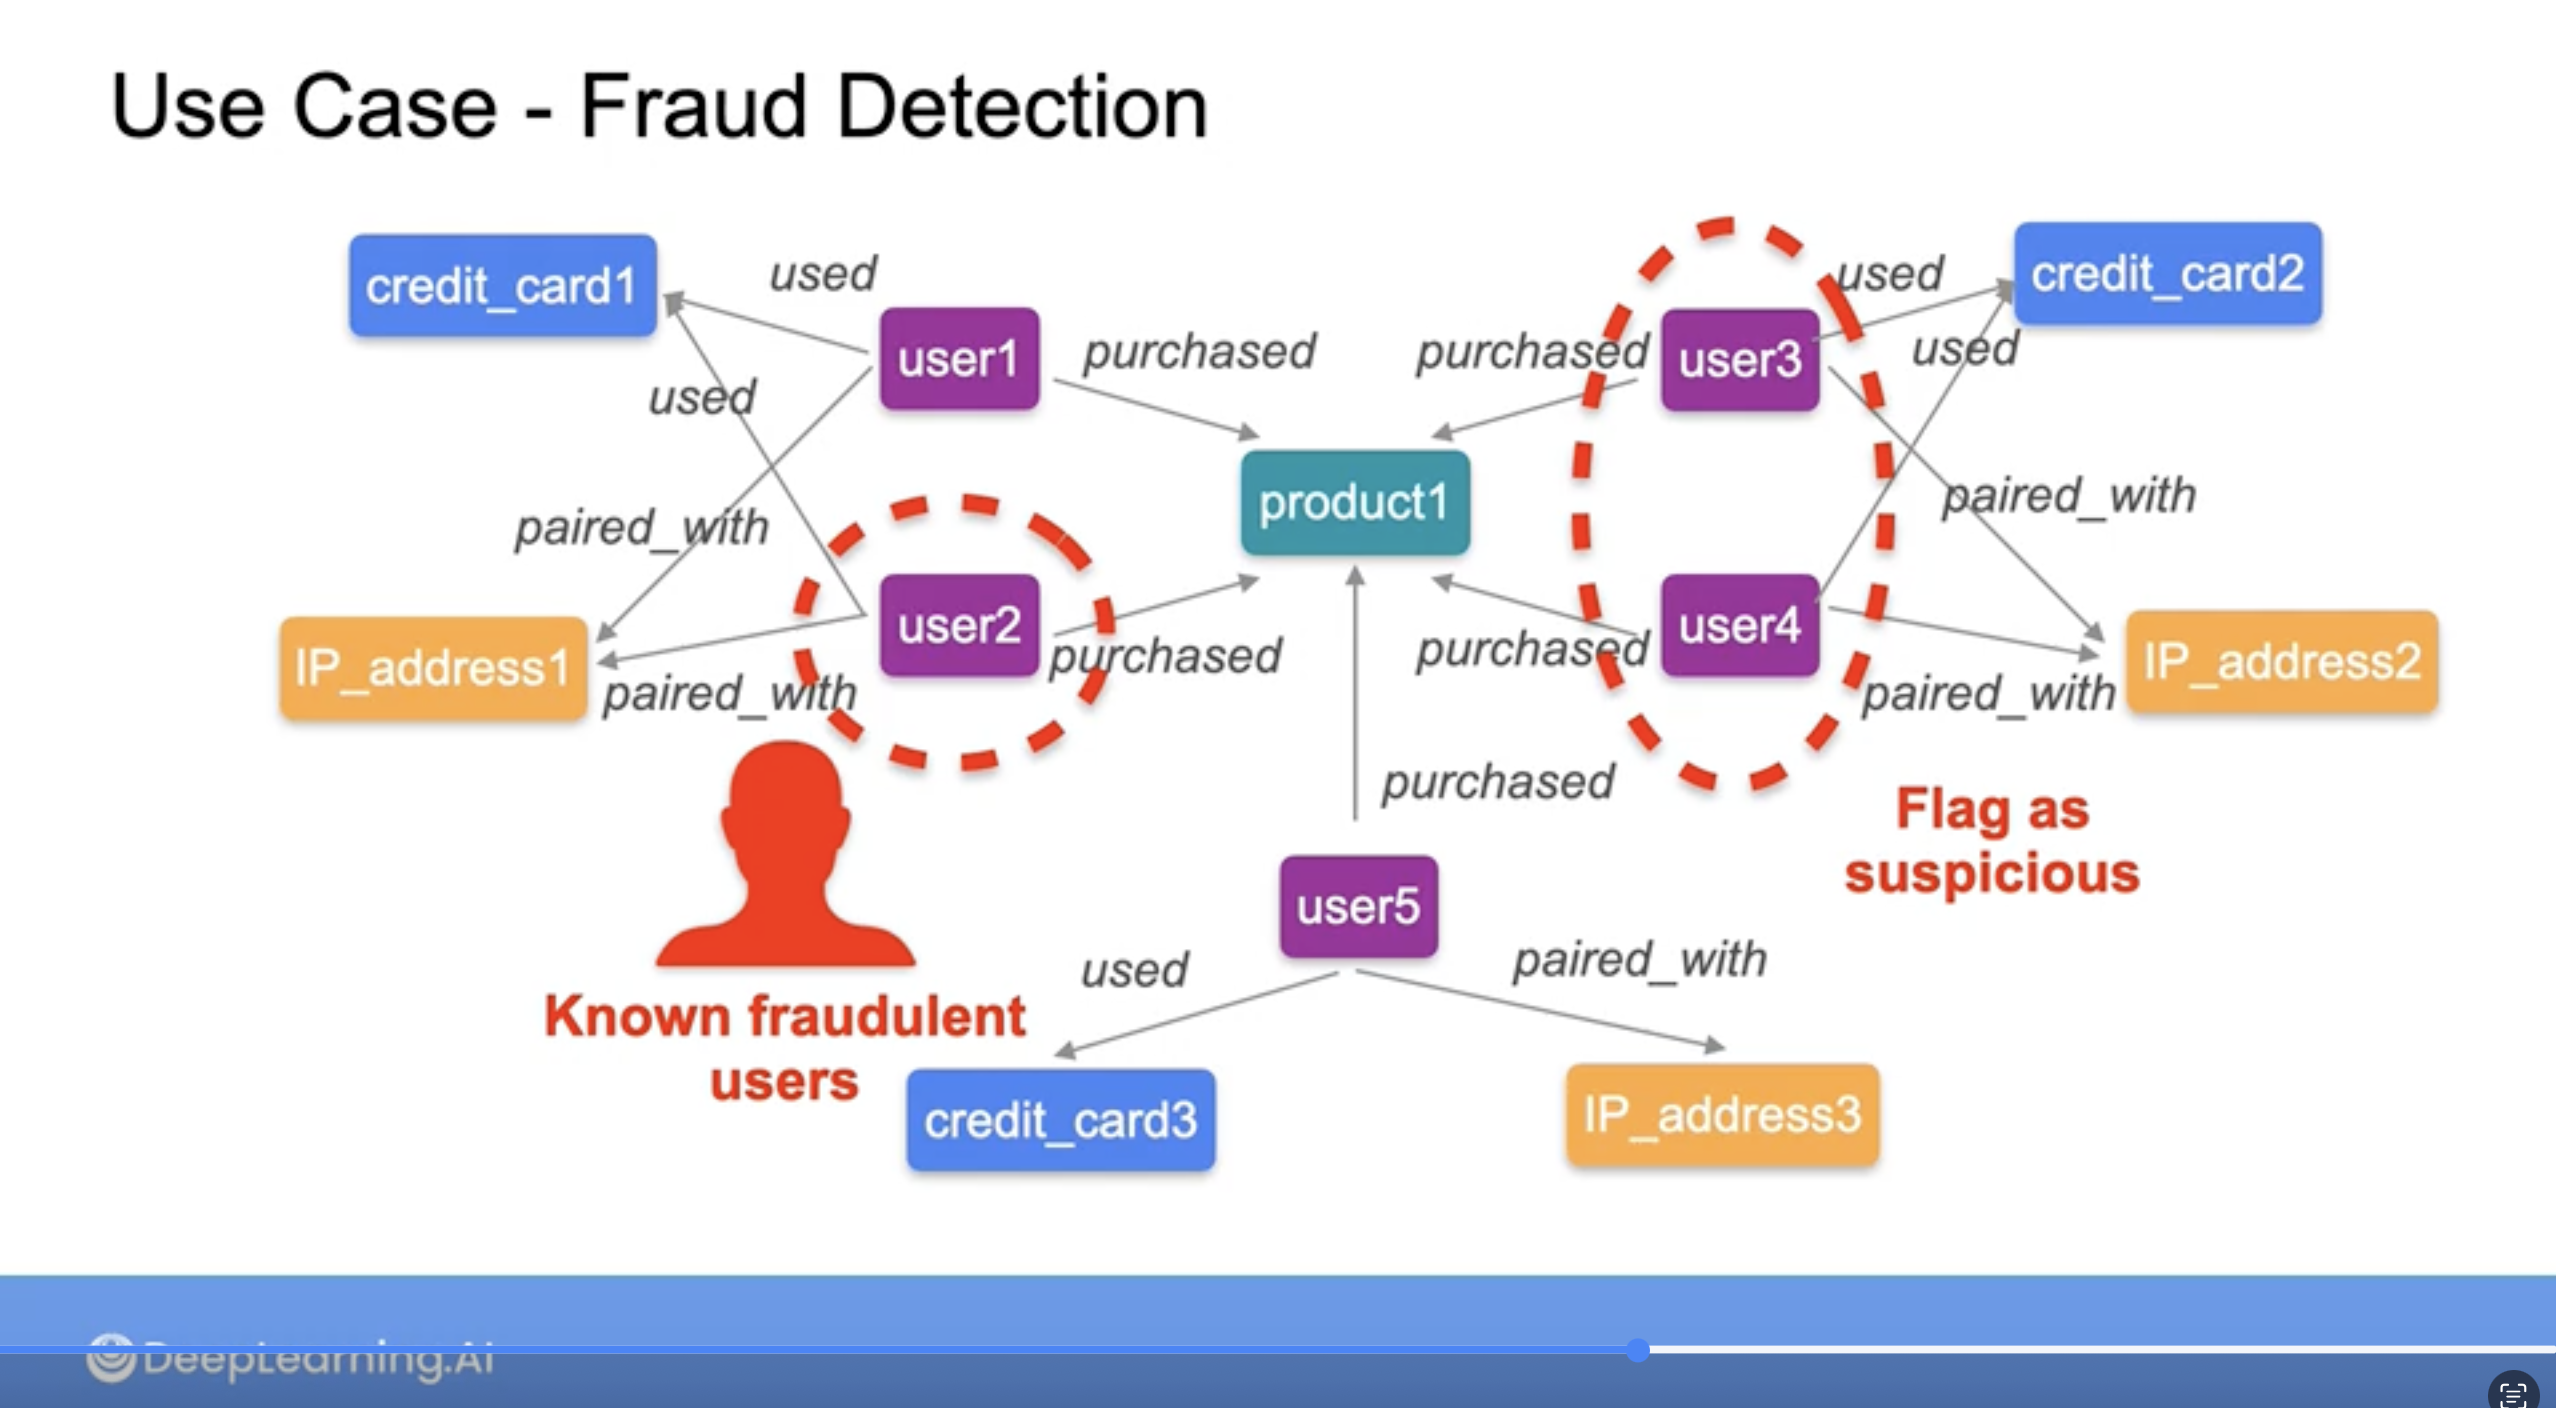 Use Case - Fraud Detection
credit_card1
used
user1
purchased
purchased
user3
used
credit_card2
used
used
product1
paired_with
paired_with
IP_address1
paired_with
user2
purchased
purchased
user4
paired_with
IP_address2
purchased
Flag as
suspicious
user5
Known fraudulent
users
used
paired_with
credit_card3
IP_address3
DeepLearning.AI